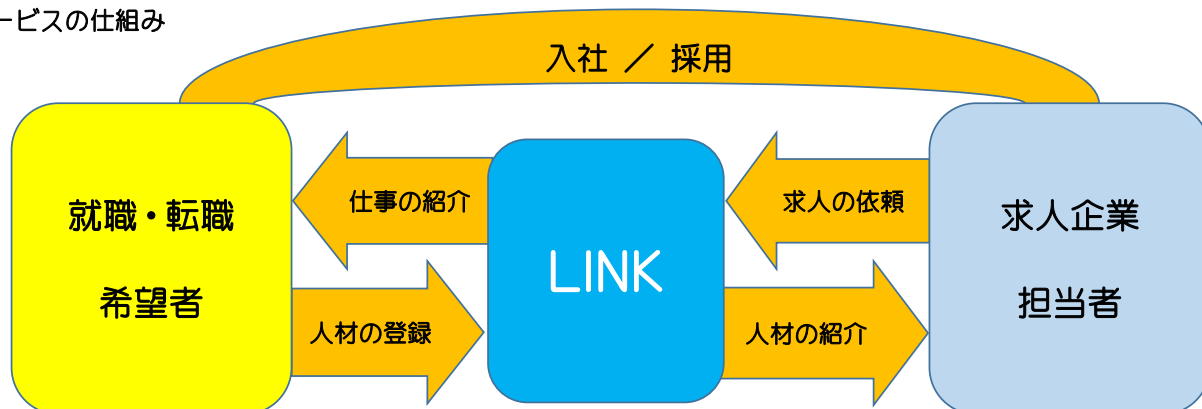 ービスの仕組み
入社 ／ 採用
就職・転職
希望者
仕事の紹介
人材の登録
LINK
求人の依頼
人材の紹介
求人企業
担当者